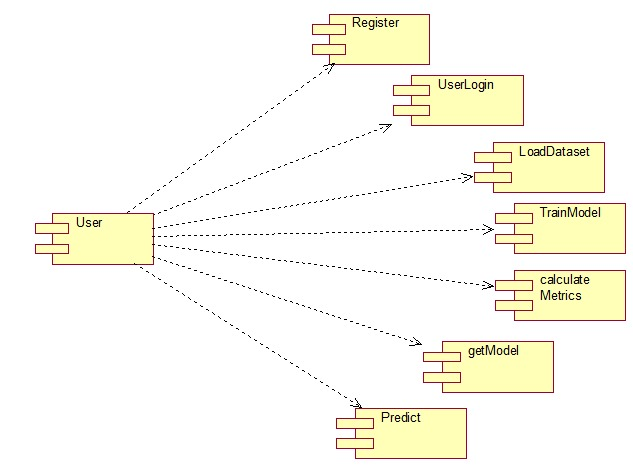 Register
UserLogin
LoadDataset
TrainModel
User
calculate
Metrics
getModel
Predict